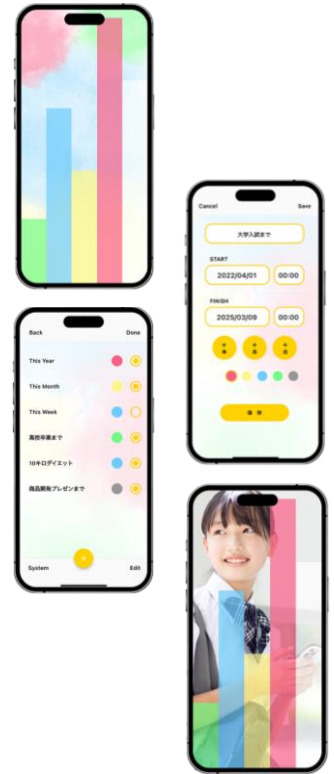 Cancel Save
大学入試まで
START
2022/04/01 00:00
FINISH
2025/03/09 00:00
保存
Back Done
This Year
This Month
This Week
高校卒業まで
10キロダイエット
商品開発プレゼンまで
+
System Edit